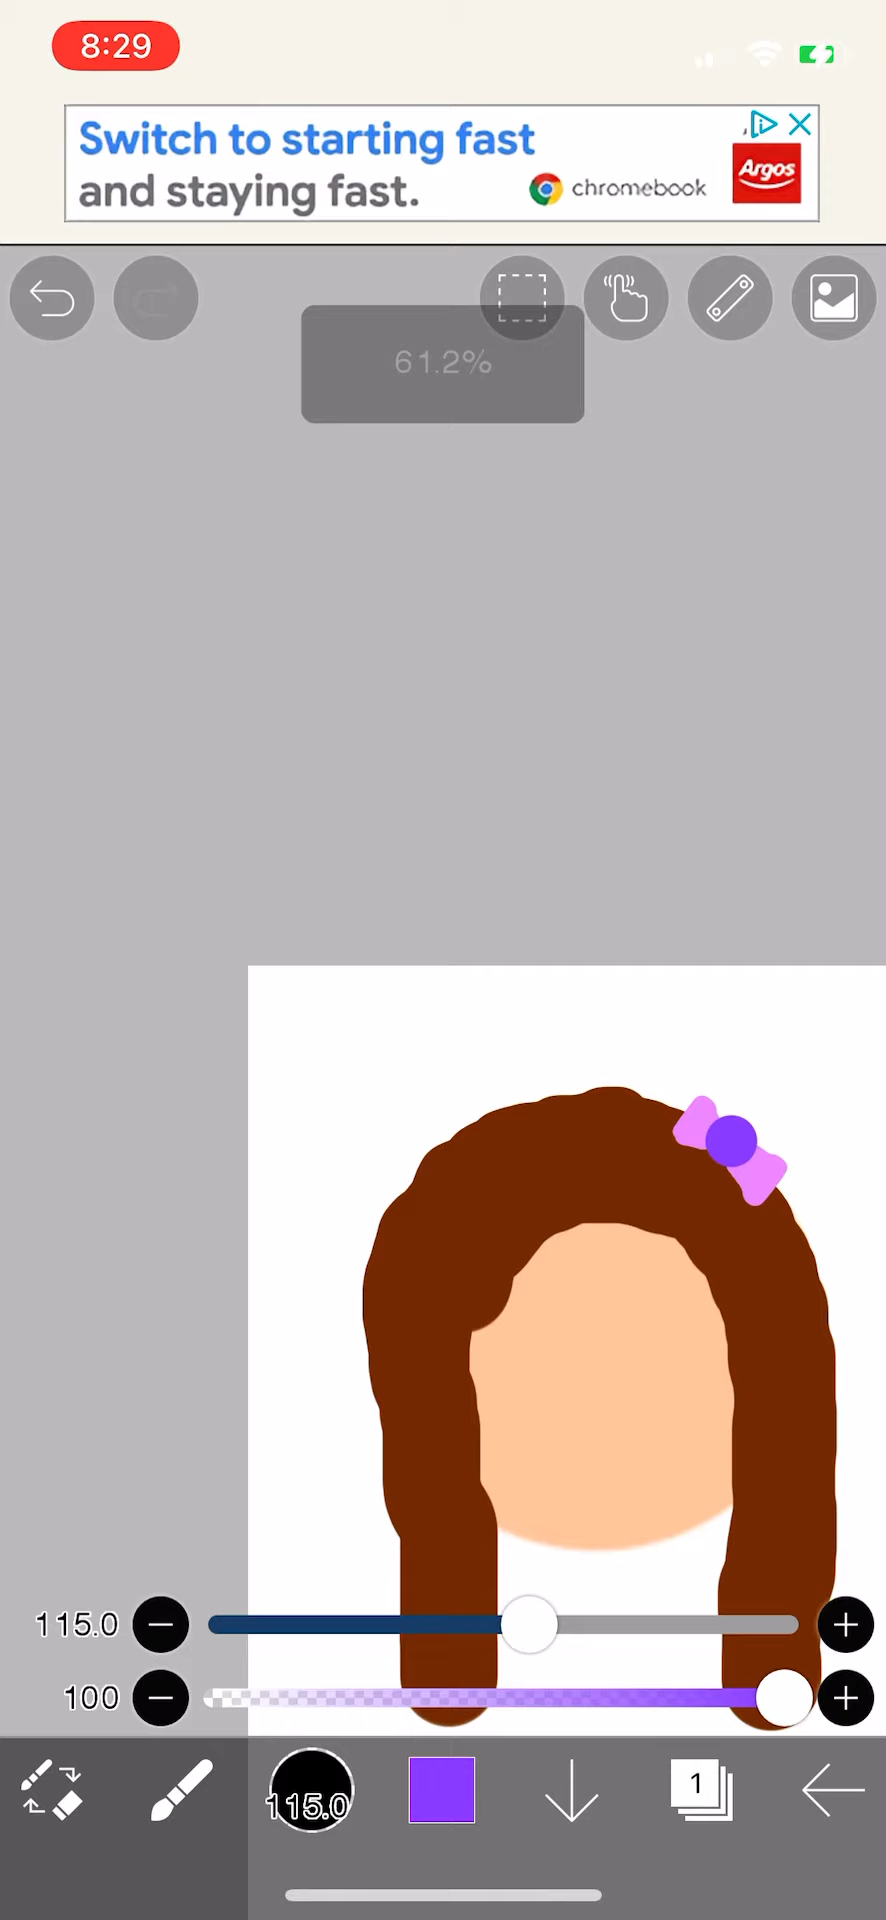 8:29
Switch to starting fast
and staying fast.
chromebook
Argos
61.2%
115.0
100
115.0
1